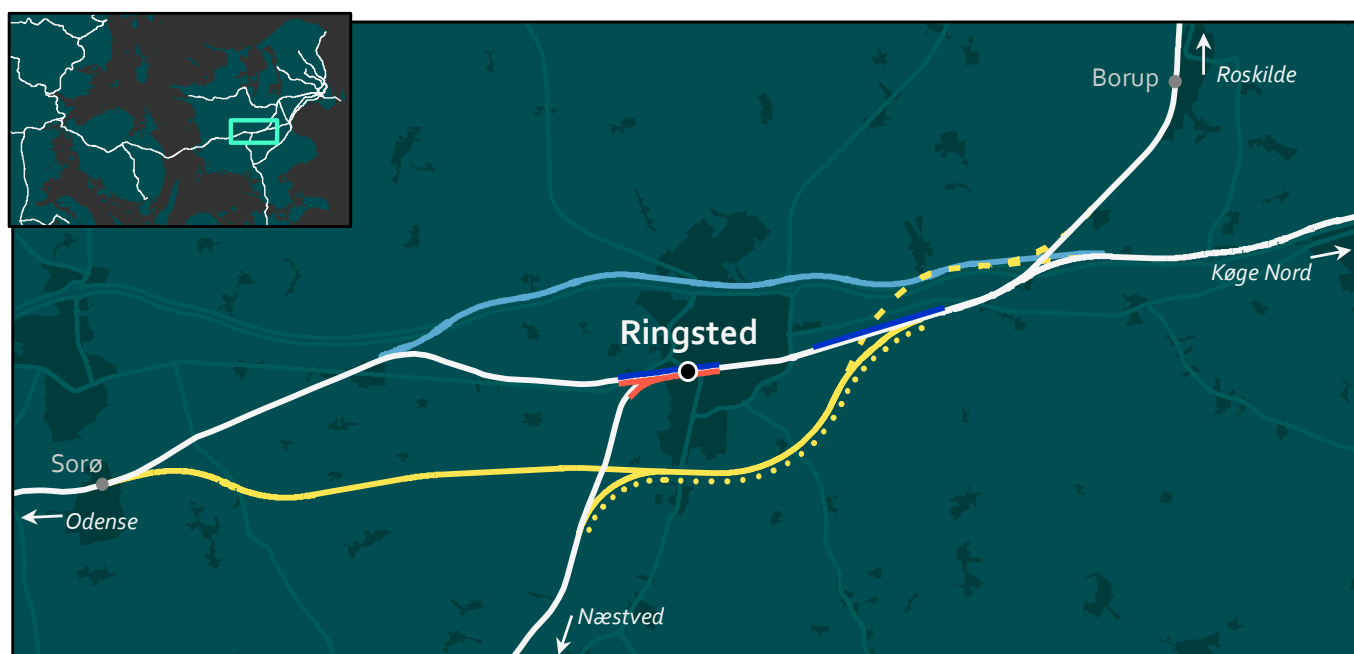 Borup
Roskilde
Køge Nord
Ringsted
Sorø
Odense
Næstved